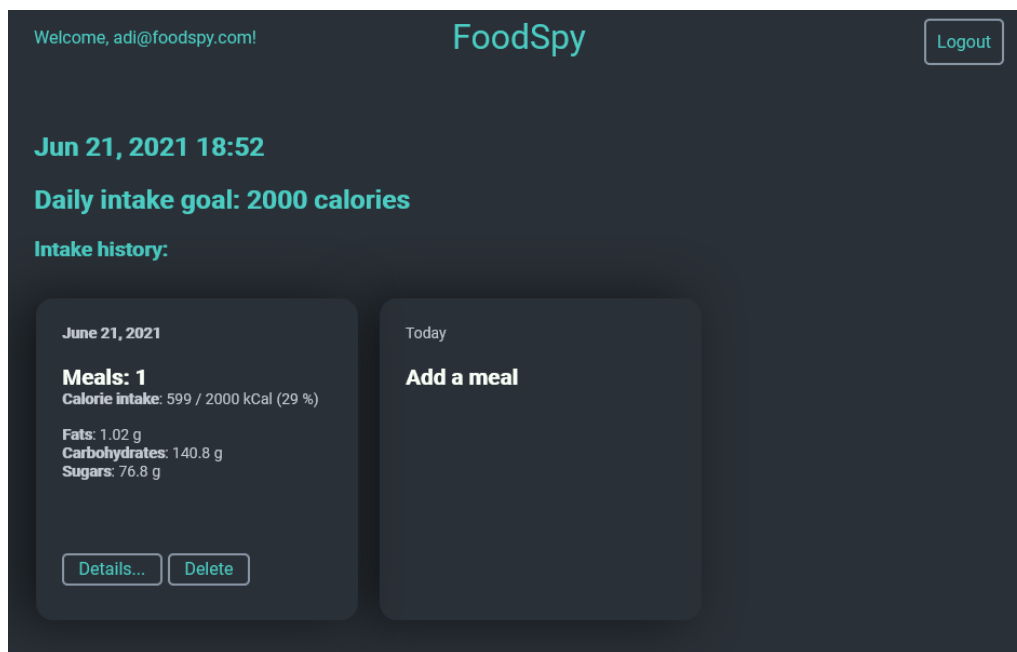 Welcome, adi@foodspy.com!
FoodSpy
Logout
Jun 21, 2021 18:52
Daily intake goal: 2000 calories
Intake history:
June 21, 2021
Meals: 1
Calorie intake: 599 / 2000 kCal (29 %)
Fats: 1.02 g
Carbohydrates: 140.8 g
Sugars: 76.8 g
Details...
Delete
Today
Add a meal